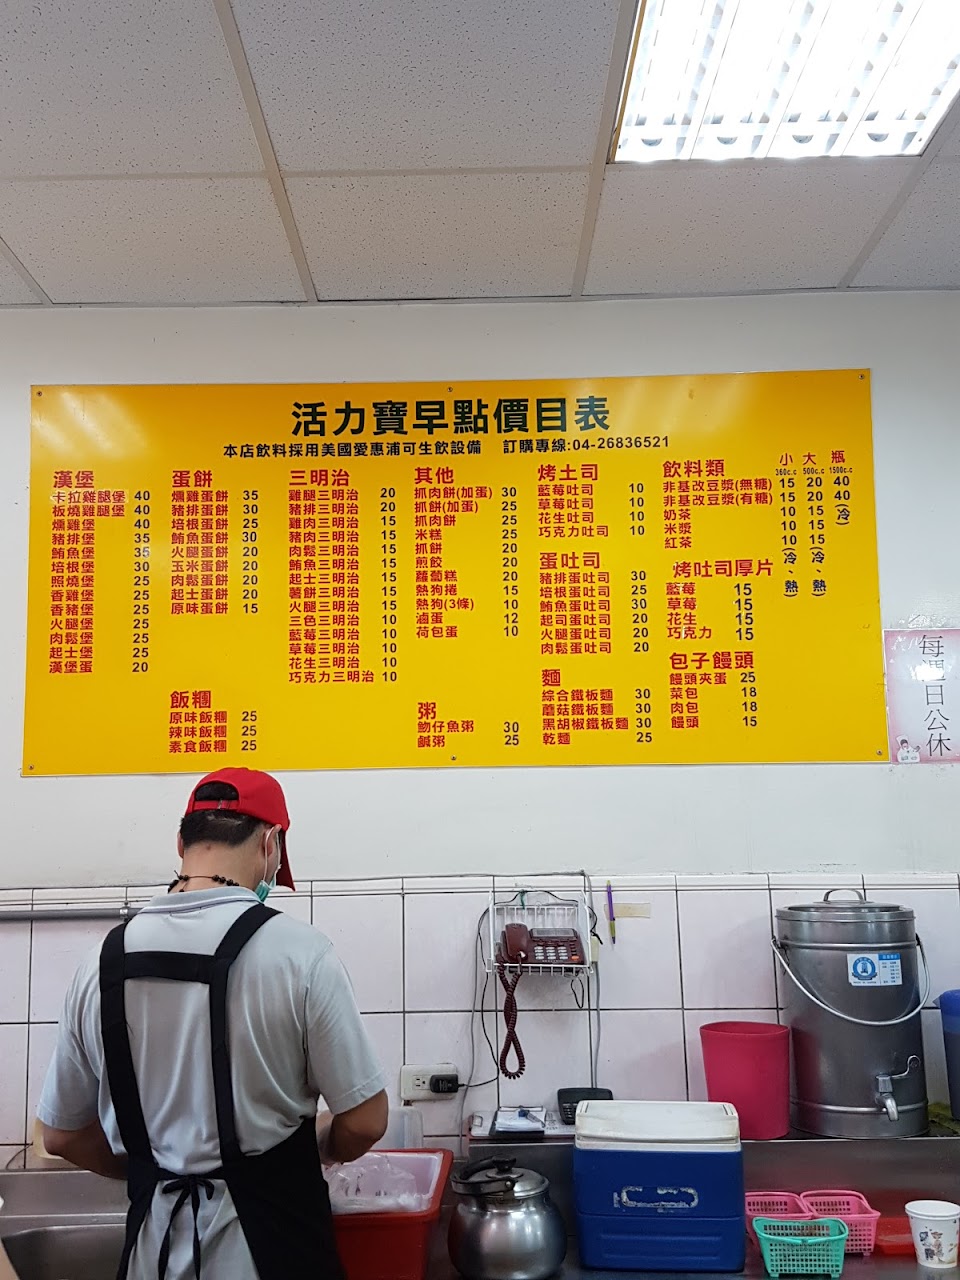 活力寶早點價目表
本店飲料採用美國愛惠浦可生飲設備 訂購專線:04-26836521
漢堡
卡拉雞腿堡 40
板燒雞腿堡 40
燻雞堡 40
豬排堡 35
鮪魚堡 35
培根堡 30
照燒堡 25
香雞堡 25
香豬堡 25
火腿堡 25
肉鬆堡 25
起士堡 25
漢堡蛋 20
蛋餅
燻雞蛋餅 35
豬排蛋餅 30
培根蛋餅 25
鮪魚蛋餅 30
火腿蛋餅 20
玉米蛋餅 20
肉鬆蛋餅 20
起士蛋餅 20
原味蛋餅 15
飯糰
原味飯糰 25
辣味飯糰 25
素食飯糰 25
三明治
雞腿三明治 20
豬排三明治 20
雞肉三明治 15
豬肉三明治 15
肉鬆三明治 15
鮪魚三明治 15
起士三明治 15
薯餅三明治 15
火腿三明治 15
三色三明治 10
藍莓三明治 10
草莓三明治 10
花生三明治 10
巧克力三明治 10
其他
抓肉餅(加蛋) 30
抓餅(加蛋) 25
抓肉餅 25
米糕 25
抓餅 20
煎餃 20
蘿蔔糕 20
熱狗捲 15
熱狗(3條) 10
滷蛋 12
荷包蛋 10
粥
魩仔魚粥 30
鹹粥 25
烤土司
藍莓吐司 10
草莓吐司 10
花生吐司 10
巧克力吐司 10
蛋吐司
豬排蛋吐司 30
培根蛋吐司 25
鮪魚蛋吐司 30
起司蛋吐司 20
火腿蛋吐司 20
肉鬆蛋吐司 20
麵
綜合鐵板麵 30
蘑菇鐵板麵 30
黑胡椒鐵板麵 30
乾麵 25
飲料類 小 大 瓶
360c.c 500c.c 1500c.c
非基改豆漿(無糖) 15 20 40
非基改豆漿(有糖) 15 20 40
奶茶 10 15
米漿 10 15
紅茶 10 15
(冷、熱) (冷、熱) (冷)
烤吐司厚片
藍莓 15
草莓 15
花生 15
巧克力 15
包子饅頭
饅頭夾蛋 25
菜包 18
肉包 18
饅頭 15
每週日公休